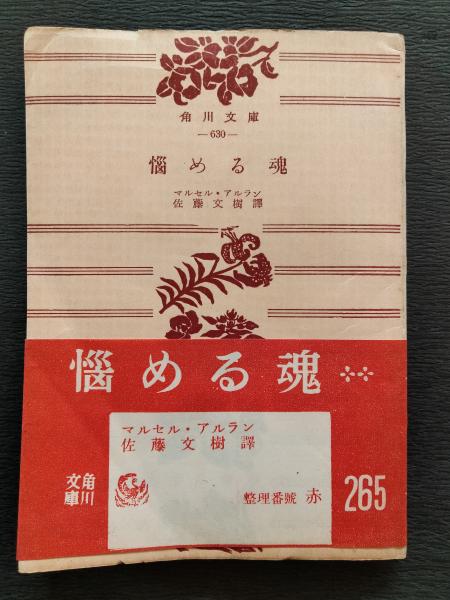 角川文庫
—630—
惱める魂
マルセル・アルラン
佐藤文樹譯
惱める魂
マルセル・アルラン
佐藤文樹譯
角川文庫
整理番號 赤 265